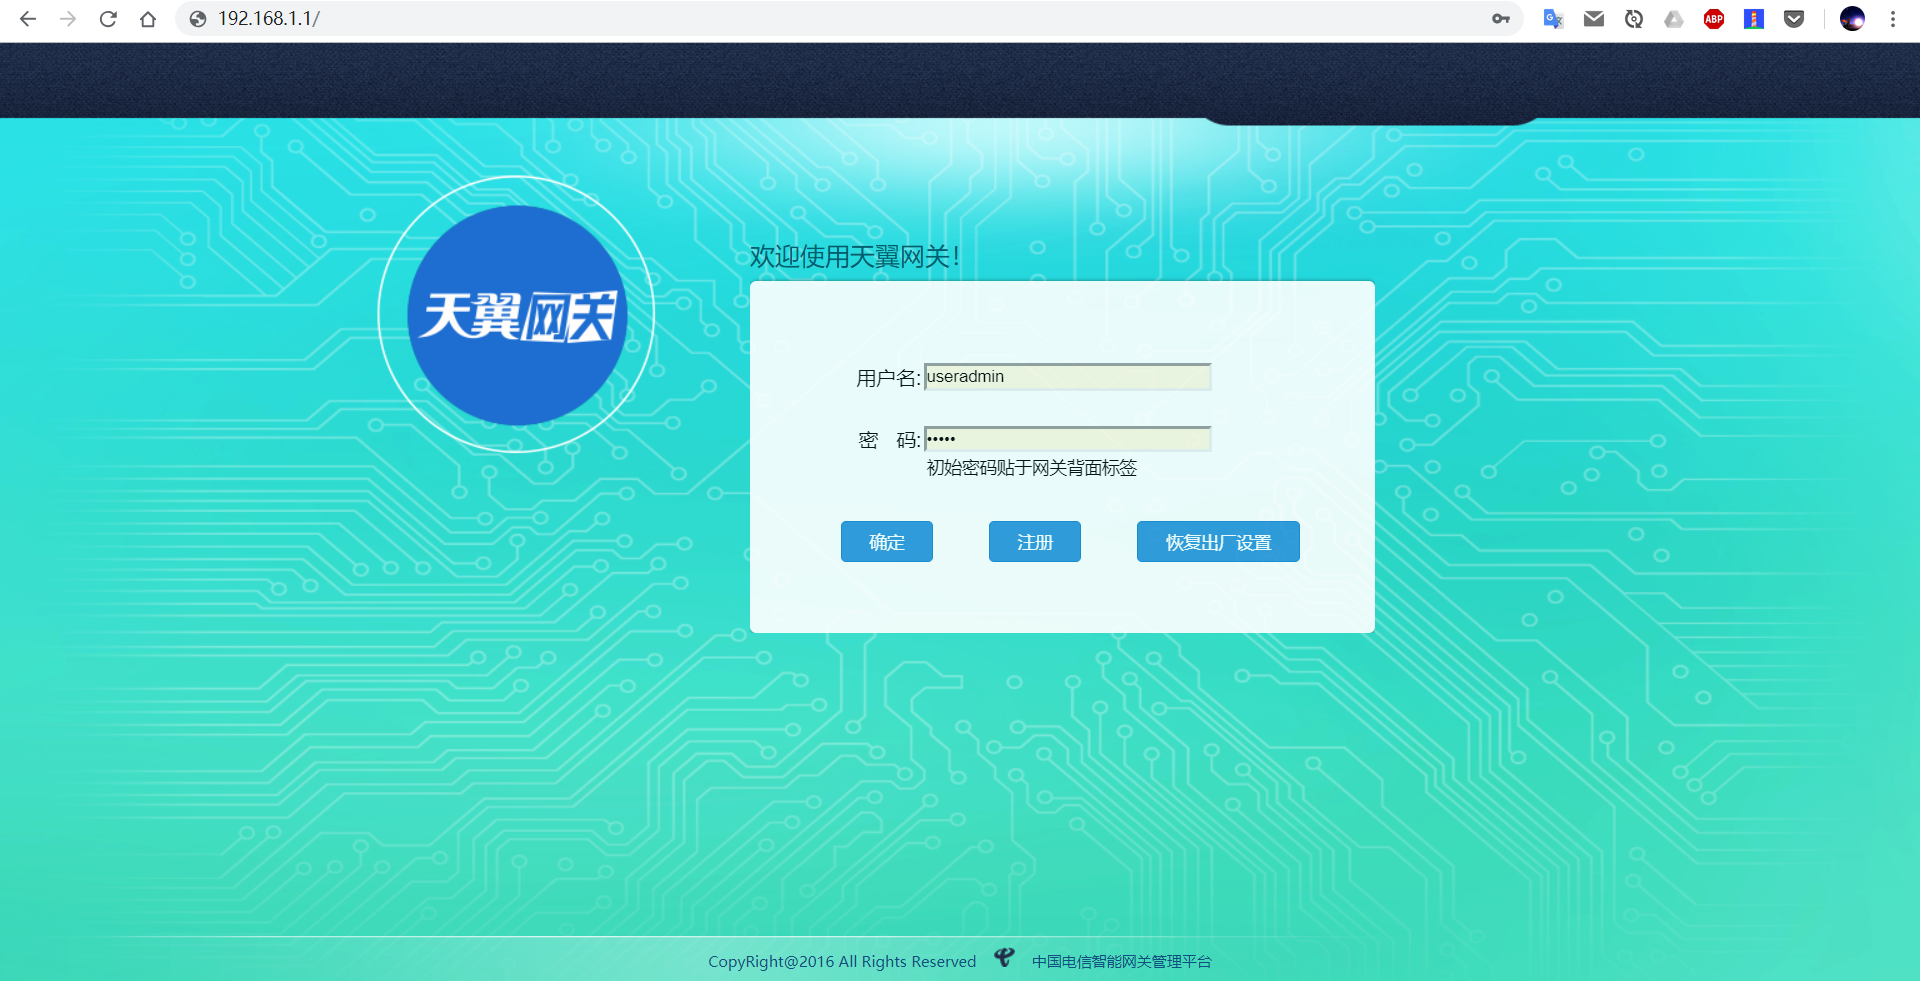 192.168.1.1/
ABP
欢迎使用天翼网关！
天翼网关
用户名:
useradmin
密 码:
•••••
初始密码贴于网关背面标签
确定
注册
恢复出厂设置
CopyRight@2016 All Rights Reserved 中国电信智能网关管理平台